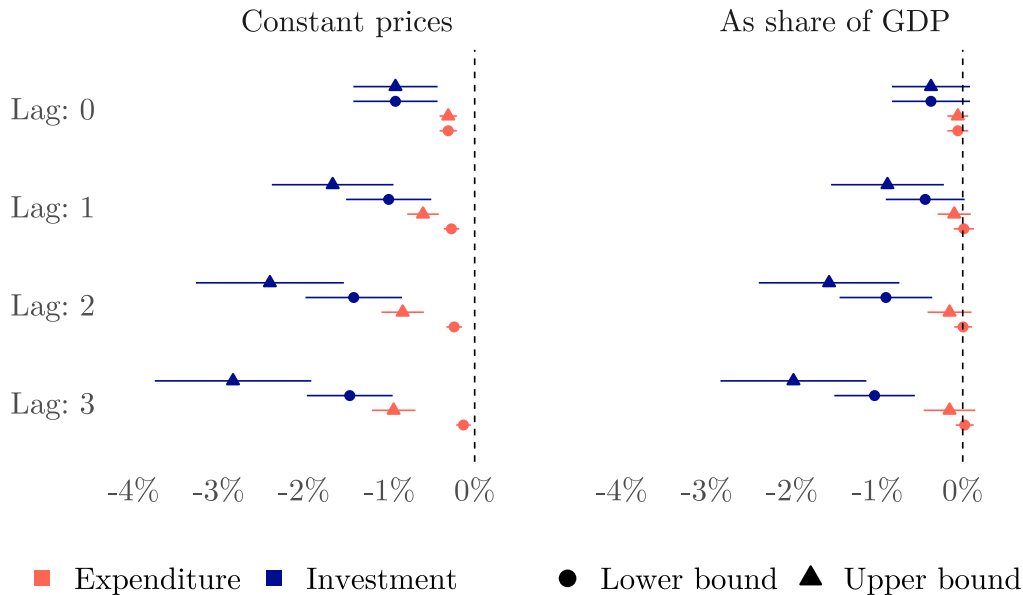 Constant prices As share of GDP
Lag: 0
Lag: 1
Lag: 2
Lag: 3
-4% -3% -2% -1% 0% -4% -3% -2% -1% 0%
Expenditure Investment Lower bound Upper bound